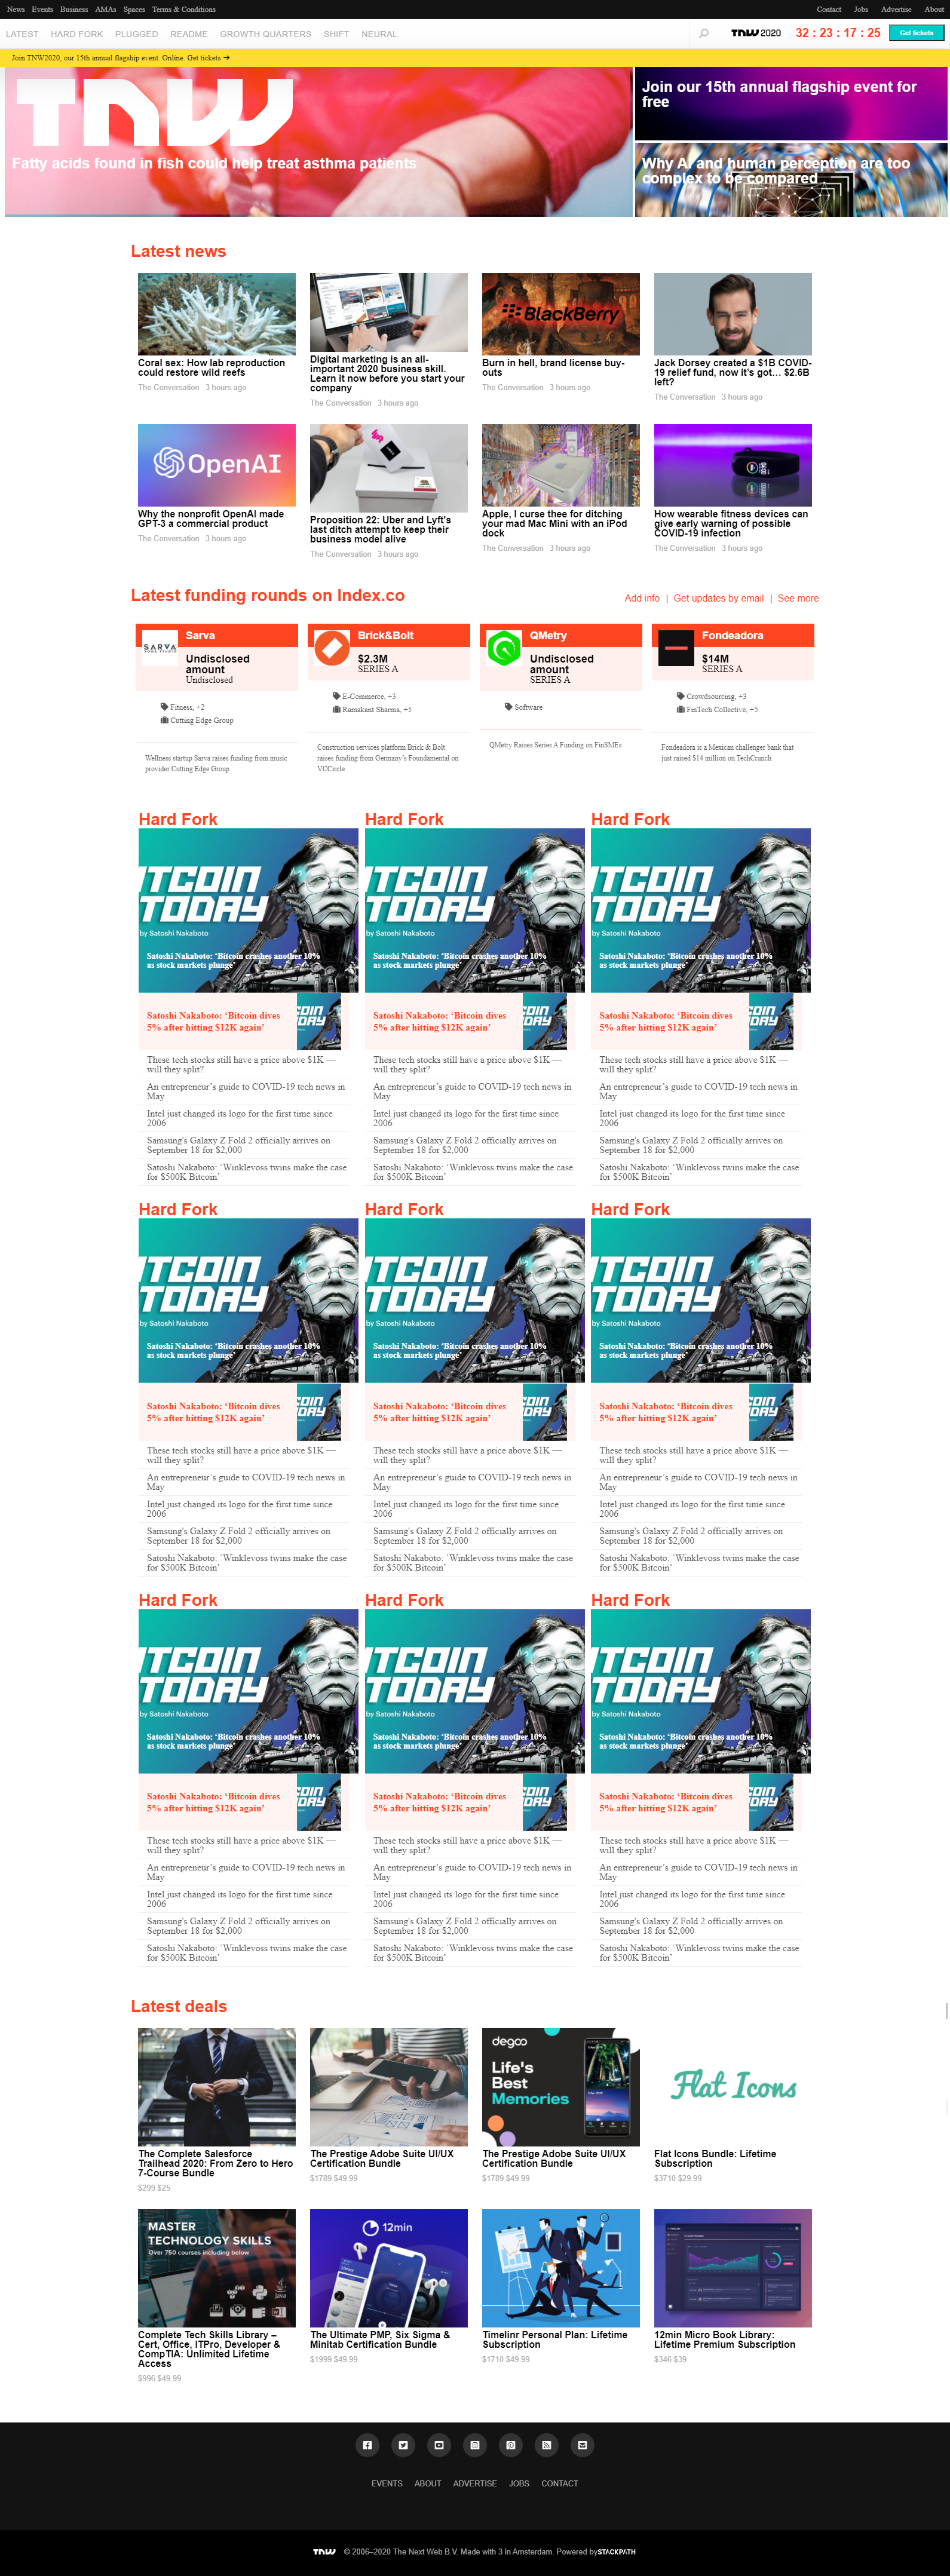 News Events Business AMAs Spaces Terms & Conditions
Contact Jobs Advertise About
LATEST HARD FORK PLUGGED README GROWTH QUARTERS SHIFT NEURAL
TNW2020 32 : 23 : 17 : 25 Get tickets
Join TNW2020, our 15th annual flagship event. Online. Get tickets ➔
TNW
Fatty acids found in fish could help treat asthma patients
Join our 15th annual flagship event for
free
Why AI and human perception are too
complex to be compared
Latest news
Coral sex: How lab reproduction
could restore wild reefs
The Conversation 3 hours ago
Digital marketing is an all-
important 2020 business skill.
Learn it now before you start your
company
The Conversation 3 hours ago
BlackBerry
Burn in hell, brand license buy-
outs
The Conversation 3 hours ago
Jack Dorsey created a $1B COVID-
19 relief fund, now it's got… $2.6B
left?
The Conversation 3 hours ago
OpenAI
Why the nonprofit OpenAI made
GPT-3 a commercial product
The Conversation 3 hours ago
Proposition 22: Uber and Lyft's
last ditch attempt to keep their
business model alive
The Conversation 3 hours ago
Apple, I curse thee for ditching
your mad Mac Mini with an iPod
dock
The Conversation 3 hours ago
How wearable fitness devices can
give early warning of possible
COVID-19 infection
The Conversation 3 hours ago
Latest funding rounds on Index.co
Add info | Get updates by email | See more
SARVA
Sarva
Undisclosed
amount
Undisclosed
Fitness, +2
Cutting Edge Group
Wellness startup Sarva raises funding from music
provider Cutting Edge Group
Brick&Bolt
$2.3M
SERIES A
E-Commerce, +3
Ramakant Sharma, +5
Construction services platform Brick & Bolt
raises funding from Germany's Foundamental on
VCCircle
QMetry
Undisclosed
amount
SERIES A
Software
QMetry Raises Series A Funding on FinSMEs
Fondeadora
$14M
SERIES A
Crowdsourcing, +3
FinTech Collective, +5
Fondeadora is a Mexican challenger bank that
just raised $14 million on TechCrunch
Hard Fork
ITCOIN
TODAY
by Satoshi Nakaboto
Satoshi Nakaboto: ‘Bitcoin crashes another 10%
as stock markets plunge’
Satoshi Nakaboto: ‘Bitcoin dives
5% after hitting $12K again’
COIN
ODAY
These tech stocks still have a price above $1K —
will they split?
An entrepreneur’s guide to COVID-19 tech news in
May
Intel just changed its logo for the first time since
2006
Samsung's Galaxy Z Fold 2 officially arrives on
September 18 for $2,000
Satoshi Nakaboto: ‘Winklevoss twins make the case
for $500K Bitcoin’
Hard Fork
ITCOIN
TODAY
by Satoshi Nakaboto
Satoshi Nakaboto: ‘Bitcoin crashes another 10%
as stock markets plunge’
Satoshi Nakaboto: ‘Bitcoin dives
5% after hitting $12K again’
COIN
ODAY
These tech stocks still have a price above $1K —
will they split?
An entrepreneur’s guide to COVID-19 tech news in
May
Intel just changed its logo for the first time since
2006
Samsung's Galaxy Z Fold 2 officially arrives on
September 18 for $2,000
Satoshi Nakaboto: ‘Winklevoss twins make the case
for $500K Bitcoin’
Hard Fork
ITCOIN
TODAY
by Satoshi Nakaboto
Satoshi Nakaboto: ‘Bitcoin crashes another 10%
as stock markets plunge’
Satoshi Nakaboto: ‘Bitcoin dives
5% after hitting $12K again’
COIN
ODAY
These tech stocks still have a price above $1K —
will they split?
An entrepreneur’s guide to COVID-19 tech news in
May
Intel just changed its logo for the first time since
2006
Samsung's Galaxy Z Fold 2 officially arrives on
September 18 for $2,000
Satoshi Nakaboto: ‘Winklevoss twins make the case
for $500K Bitcoin’
Hard Fork
ITCOIN
TODAY
by Satoshi Nakaboto
Satoshi Nakaboto: ‘Bitcoin crashes another 10%
as stock markets plunge’
Satoshi Nakaboto: ‘Bitcoin dives
5% after hitting $12K again’
COIN
ODAY
These tech stocks still have a price above $1K —
will they split?
An entrepreneur’s guide to COVID-19 tech news in
May
Intel just changed its logo for the first time since
2006
Samsung's Galaxy Z Fold 2 officially arrives on
September 18 for $2,000
Satoshi Nakaboto: ‘Winklevoss twins make the case
for $500K Bitcoin’
Hard Fork
ITCOIN
TODAY
by Satoshi Nakaboto
Satoshi Nakaboto: ‘Bitcoin crashes another 10%
as stock markets plunge’
Satoshi Nakaboto: ‘Bitcoin dives
5% after hitting $12K again’
COIN
ODAY
These tech stocks still have a price above $1K —
will they split?
An entrepreneur’s guide to COVID-19 tech news in
May
Intel just changed its logo for the first time since
2006
Samsung's Galaxy Z Fold 2 officially arrives on
September 18 for $2,000
Satoshi Nakaboto: ‘Winklevoss twins make the case
for $500K Bitcoin’
Hard Fork
ITCOIN
TODAY
by Satoshi Nakaboto
Satoshi Nakaboto: ‘Bitcoin crashes another 10%
as stock markets plunge’
Satoshi Nakaboto: ‘Bitcoin dives
5% after hitting $12K again’
COIN
ODAY
These tech stocks still have a price above $1K —
will they split?
An entrepreneur’s guide to COVID-19 tech news in
May
Intel just changed its logo for the first time since
2006
Samsung's Galaxy Z Fold 2 officially arrives on
September 18 for $2,000
Satoshi Nakaboto: ‘Winklevoss twins make the case
for $500K Bitcoin’
Hard Fork
ITCOIN
TODAY
by Satoshi Nakaboto
Satoshi Nakaboto: ‘Bitcoin crashes another 10%
as stock markets plunge’
Satoshi Nakaboto: ‘Bitcoin dives
5% after hitting $12K again’
COIN
ODAY
These tech stocks still have a price above $1K —
will they split?
An entrepreneur’s guide to COVID-19 tech news in
May
Intel just changed its logo for the first time since
2006
Samsung's Galaxy Z Fold 2 officially arrives on
September 18 for $2,000
Satoshi Nakaboto: ‘Winklevoss twins make the case
for $500K Bitcoin’
Hard Fork
ITCOIN
TODAY
by Satoshi Nakaboto
Satoshi Nakaboto: ‘Bitcoin crashes another 10%
as stock markets plunge’
Satoshi Nakaboto: ‘Bitcoin dives
5% after hitting $12K again’
COIN
ODAY
These tech stocks still have a price above $1K —
will they split?
An entrepreneur’s guide to COVID-19 tech news in
May
Intel just changed its logo for the first time since
2006
Samsung's Galaxy Z Fold 2 officially arrives on
September 18 for $2,000
Satoshi Nakaboto: ‘Winklevoss twins make the case
for $500K Bitcoin’
Hard Fork
ITCOIN
TODAY
by Satoshi Nakaboto
Satoshi Nakaboto: ‘Bitcoin crashes another 10%
as stock markets plunge’
Satoshi Nakaboto: ‘Bitcoin dives
5% after hitting $12K again’
COIN
ODAY
These tech stocks still have a price above $1K —
will they split?
An entrepreneur’s guide to COVID-19 tech news in
May
Intel just changed its logo for the first time since
2006
Samsung's Galaxy Z Fold 2 officially arrives on
September 18 for $2,000
Satoshi Nakaboto: ‘Winklevoss twins make the case
for $500K Bitcoin’
Latest deals
The Complete Salesforce
Trailhead 2020: From Zero to Hero
7-Course Bundle
$299 $25
The Prestige Adobe Suite UI/UX
Certification Bundle
$1789 $49.99
degoo
Life's
Best
Memories
The Prestige Adobe Suite UI/UX
Certification Bundle
$1789 $49.99
Flat Icons
Flat Icons Bundle: Lifetime
Subscription
$3710 $29.99
MASTER
TECHNOLOGY SKILLS
Over 750 courses including below
Java
Complete Tech Skills Library –
Cert, Office, ITPro, Developer &
CompTIA: Unlimited Lifetime
Access
$996 $49.99
12min
The Ultimate PMP, Six Sigma &
Minitab Certification Bundle
$1999 $49.99
Timelinr Personal Plan: Lifetime
Subscription
$1710 $49.99
12min Micro Book Library:
Lifetime Premium Subscription
$346 $39
EVENTS ABOUT ADVERTISE JOBS CONTACT
TNW © 2006–2020 The Next Web B.V. Made with 3 in Amsterdam. Powered by STACKPATH